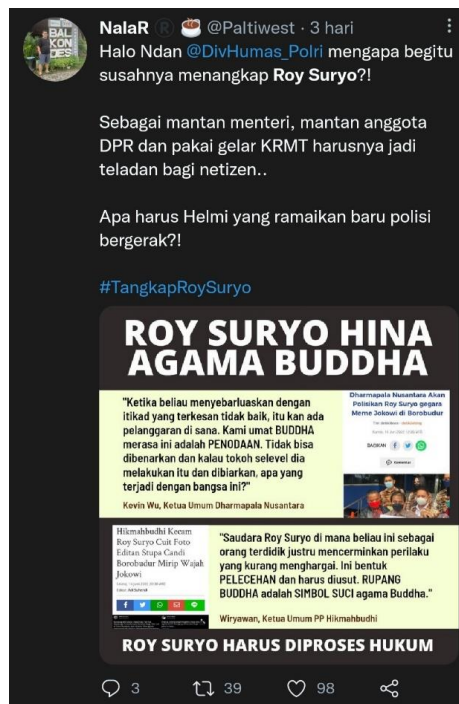 BAL
KON
DES
NalaR ® @Paltiwest · 3 hari
Halo Ndan @DivHumas_Polri mengapa begitu
susahnya menangkap Roy Suryo?!
Sebagai mantan menteri, mantan anggota
DPR dan pakai gelar KRMT harusnya jadi
teladan bagi netizen..
Apa harus Helmi yang ramaikan baru polisi
bergerak?!
#TangkapRoySuryo
ROY SURYO HINA
AGAMA BUDDHA
"Ketika beliau menyebarluaskan dengan
itikad yang terkesan tidak baik, itu kan ada
pelanggaran di sana. Kami umat BUDDHA
merasa ini adalah PENODAAN. Tidak bisa
dibenarkan dan kalau tokoh selevel dia
melakukan itu dan dibiarkan, apa yang
terjadi dengan bangsa ini?"
Kevin Wu, Ketua Umum Dharmapala Nusantara
Dharmapala Nusantara Akan
Polisikan Roy Suryo gegara
Meme Jokowi di Borobudur
BAGIKAN
Komentar
Hikmahbudhi Kecam
Roy Suryo Cuit Foto
Editan Stupa Candi
Borobudur Mirip Wajah
Jokowi
"Saudara Roy Suryo di mana beliau ini sebagai
orang terdidik justru mencerminkan perilaku
yang kurang menghargai. Ini bentuk
PELECEHAN dan harus diusut. RUPANG
BUDDHA adalah SIMBOL SUCI agama Buddha."
Wiryawan, Ketua Umum PP Hikmahbudhi
ROY SURYO HARUS DIPROSES HUKUM
3 39 98